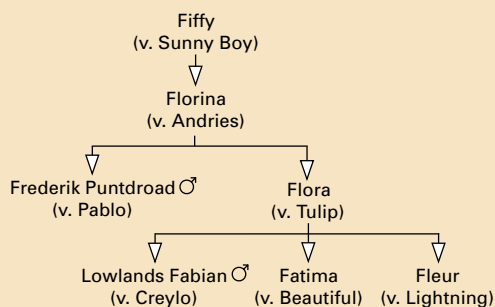 Fiffy
(v. Sunny Boy)
Florina
(v. Andries)
Frederik Puntdroad ♂
(v. Pablo)
Flora
(v. Tulip)
Lowlands Fabian ♂
(v. Creylo)
Fatima
(v. Beautiful)
Fleur
(v. Lightning)